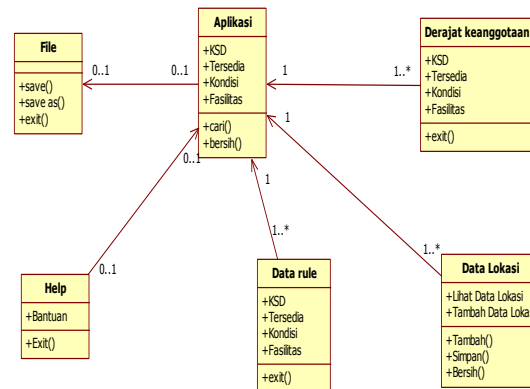 File
+save()
+save as()
+exit()
0..1
0..1
Aplikasi
+KSD
+Tersedia
+Kondisi
+Fasilitas
+cari()
+bersih()
1
1..*
Derajat keanggotaan
+KSD
+Tersedia
+Kondisi
+Fasilitas
+exit()
0..1
0..1
1
1..*
1
1..*
Help
+Bantuan
+Exit()
Data rule
+KSD
+Tersedia
+Kondisi
+Fasilitas
+exit()
Data Lokasi
+Lihat Data Lokasi
+Tambah Data Loka
+Tambah()
+Simpan()
+Bersih()